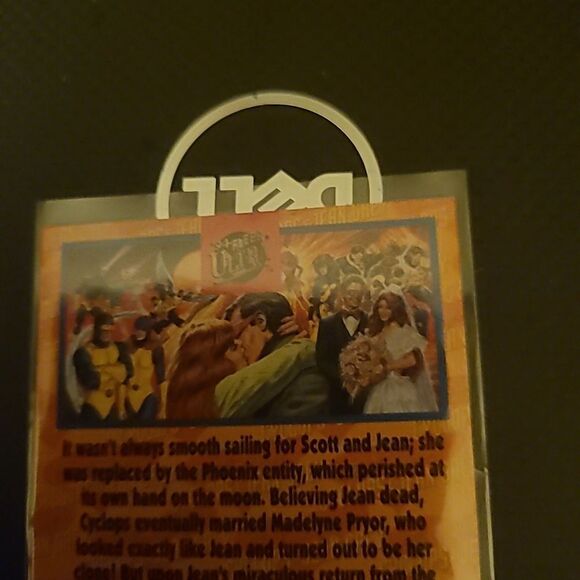 DELL
FLEER
ULTRA
It wasn't always smooth sailing for Scott and Jean; she
was replaced by the Phoenix entity, which perished at
its own hand on the moon. Believing Jean dead,
Cyclops eventually married Madelyne Pryor, who
looked exactly like Jean and turned out to be her
clone! But upon Jean's miraculous return from the